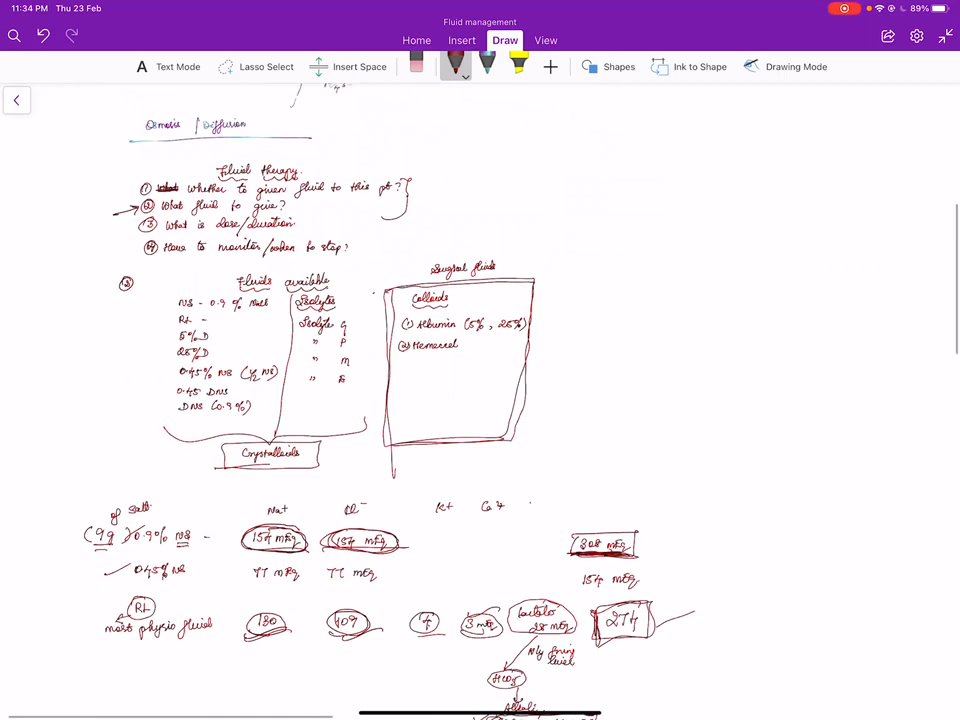 11:34 PM Thu 23 Feb
89%
Fluid management
Home Insert Draw View
Text Mode Lasso Select Insert Space Shapes Ink to Shape Drawing Mode
Osmosis / Diffusion
Fluid therapy
① whether to given fluid to this pt?
② What fluid to give?
③ What is dose/duration
④ How to monitor/when to stop?
Surgical fluids
Fluids available
NS - 0.9% NaCl
RL -
5% D
25% D
0.45% NS (1/2 NS)
0.45 DNS
DNS (0.9%)
Isolytes
Isolyte G
" P
" M
" E
Crystalloids
Colloids
① Albumin (5%, 25%)
② Hemaccel
of salt
Na+ Cl- K+ Ca++
(9g) 0.9% NS - 154 mEq 154 mEq 308 mEq
0.45% NS 77 mEq 77 mEq 154 mEq
RL
most physio fluid 130 109 4 3 mEq lactate 28 mEq 274
HCO3